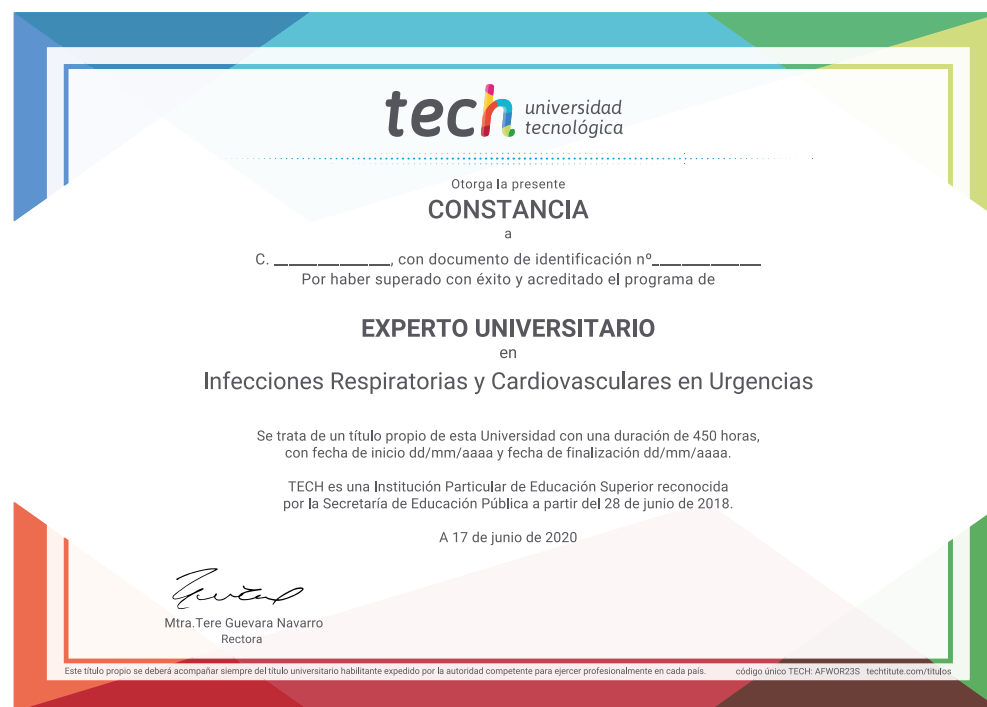 tech universidad
tecnológica
Otorga la presente
CONSTANCIA
a
C. ________________, con documento de identificación nº_______________
Por haber superado con éxito y acreditado el programa de
EXPERTO UNIVERSITARIO
en
Infecciones Respiratorias y Cardiovasculares en Urgencias
Se trata de un título propio de esta Universidad con una duración de 450 horas,
con fecha de inicio dd/mm/aaaa y fecha de finalización dd/mm/aaaa.
TECH es una Institución Particular de Educación Superior reconocida
por la Secretaría de Educación Pública a partir del 28 de junio de 2018.
A 17 de junio de 2020
Mtra.Tere Guevara Navarro
Rectora
Este título propio se deberá acompañar siempre del título universitario habilitante expedido por la autoridad competente para ejercer profesionalmente en cada país. código único TECH: AFWOR23S techtitute.com/titulos